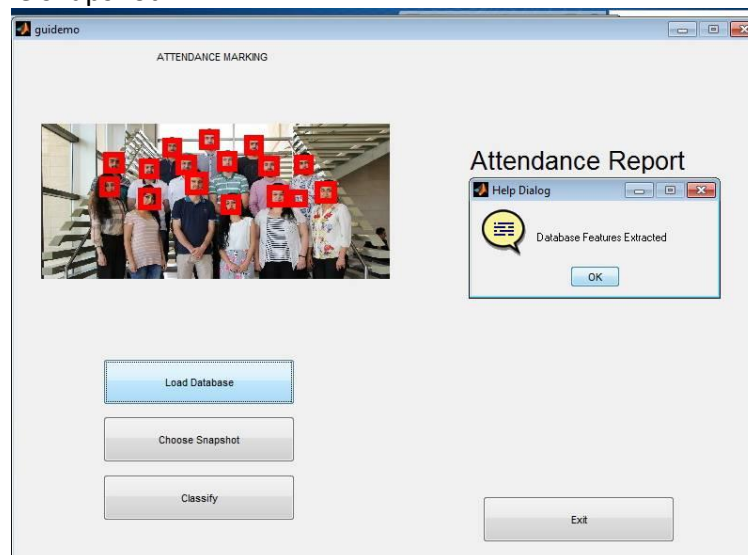 guidemo
ATTENDANCE MARKING
Attendance Report
Help Dialog
Database Features Extracted
OK
Load Database
Choose Snapshot
Classify
Exit